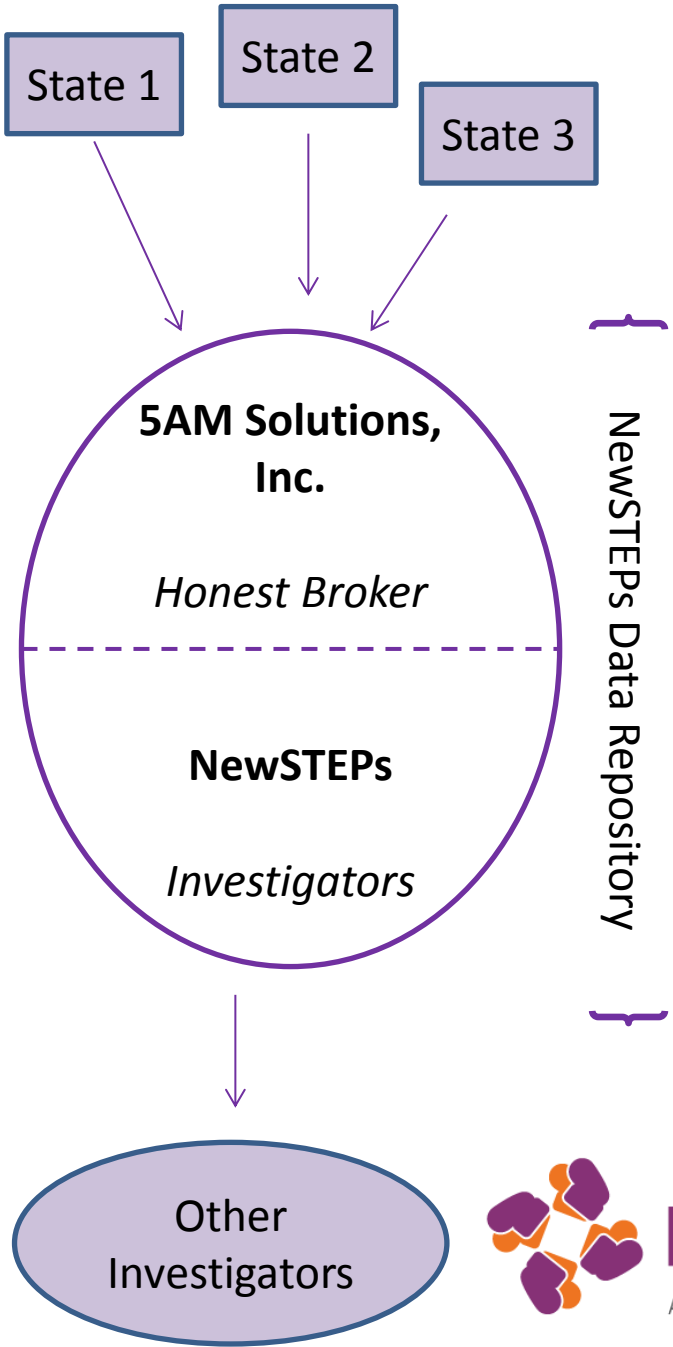 State 1
State 2
State 3
5AM Solutions,
Inc.
Honest Broker
NewSTEPs
Investigators
NewSTEPs Data Repository
Other
Investigators